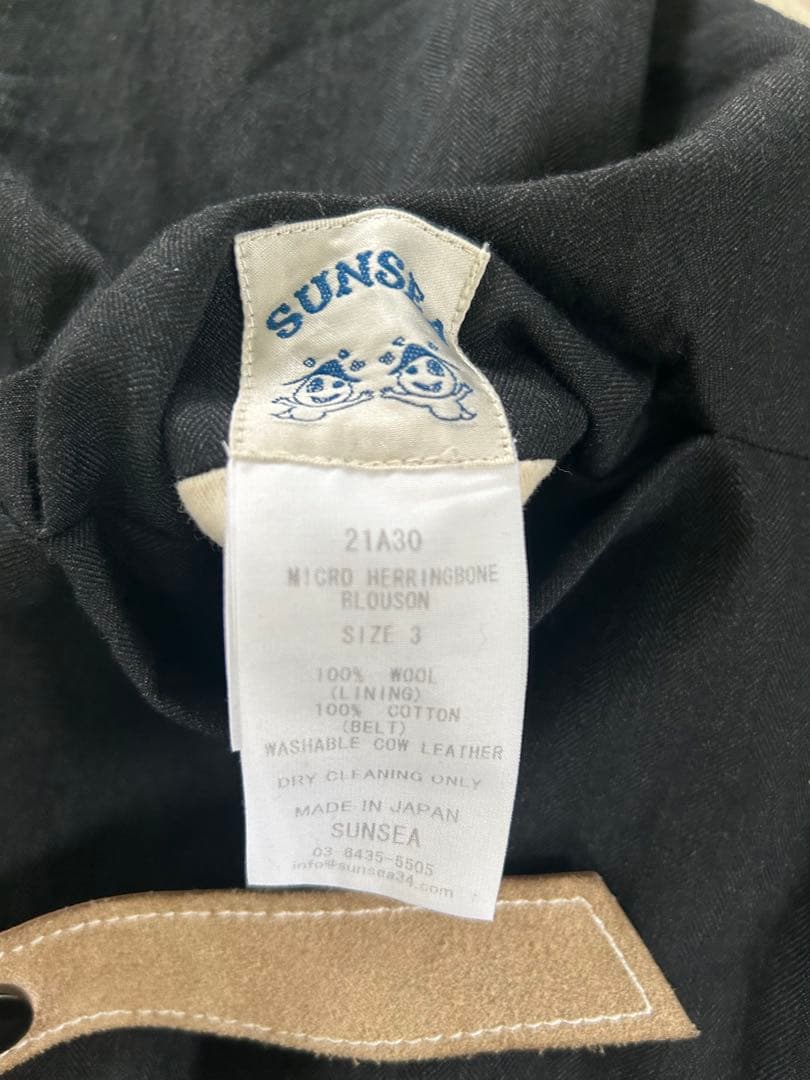 SUNSEA
21A30
MICRO HERRINGBONE
BLOUSON
SIZE 3
100% WOOL
(LINING)
100% COTTON
(BELT)
WASHABLE COW LEATHER
DRY CLEANING ONLY
MADE IN JAPAN
SUNSEA
03-6435-5505
info@sunsea34.com